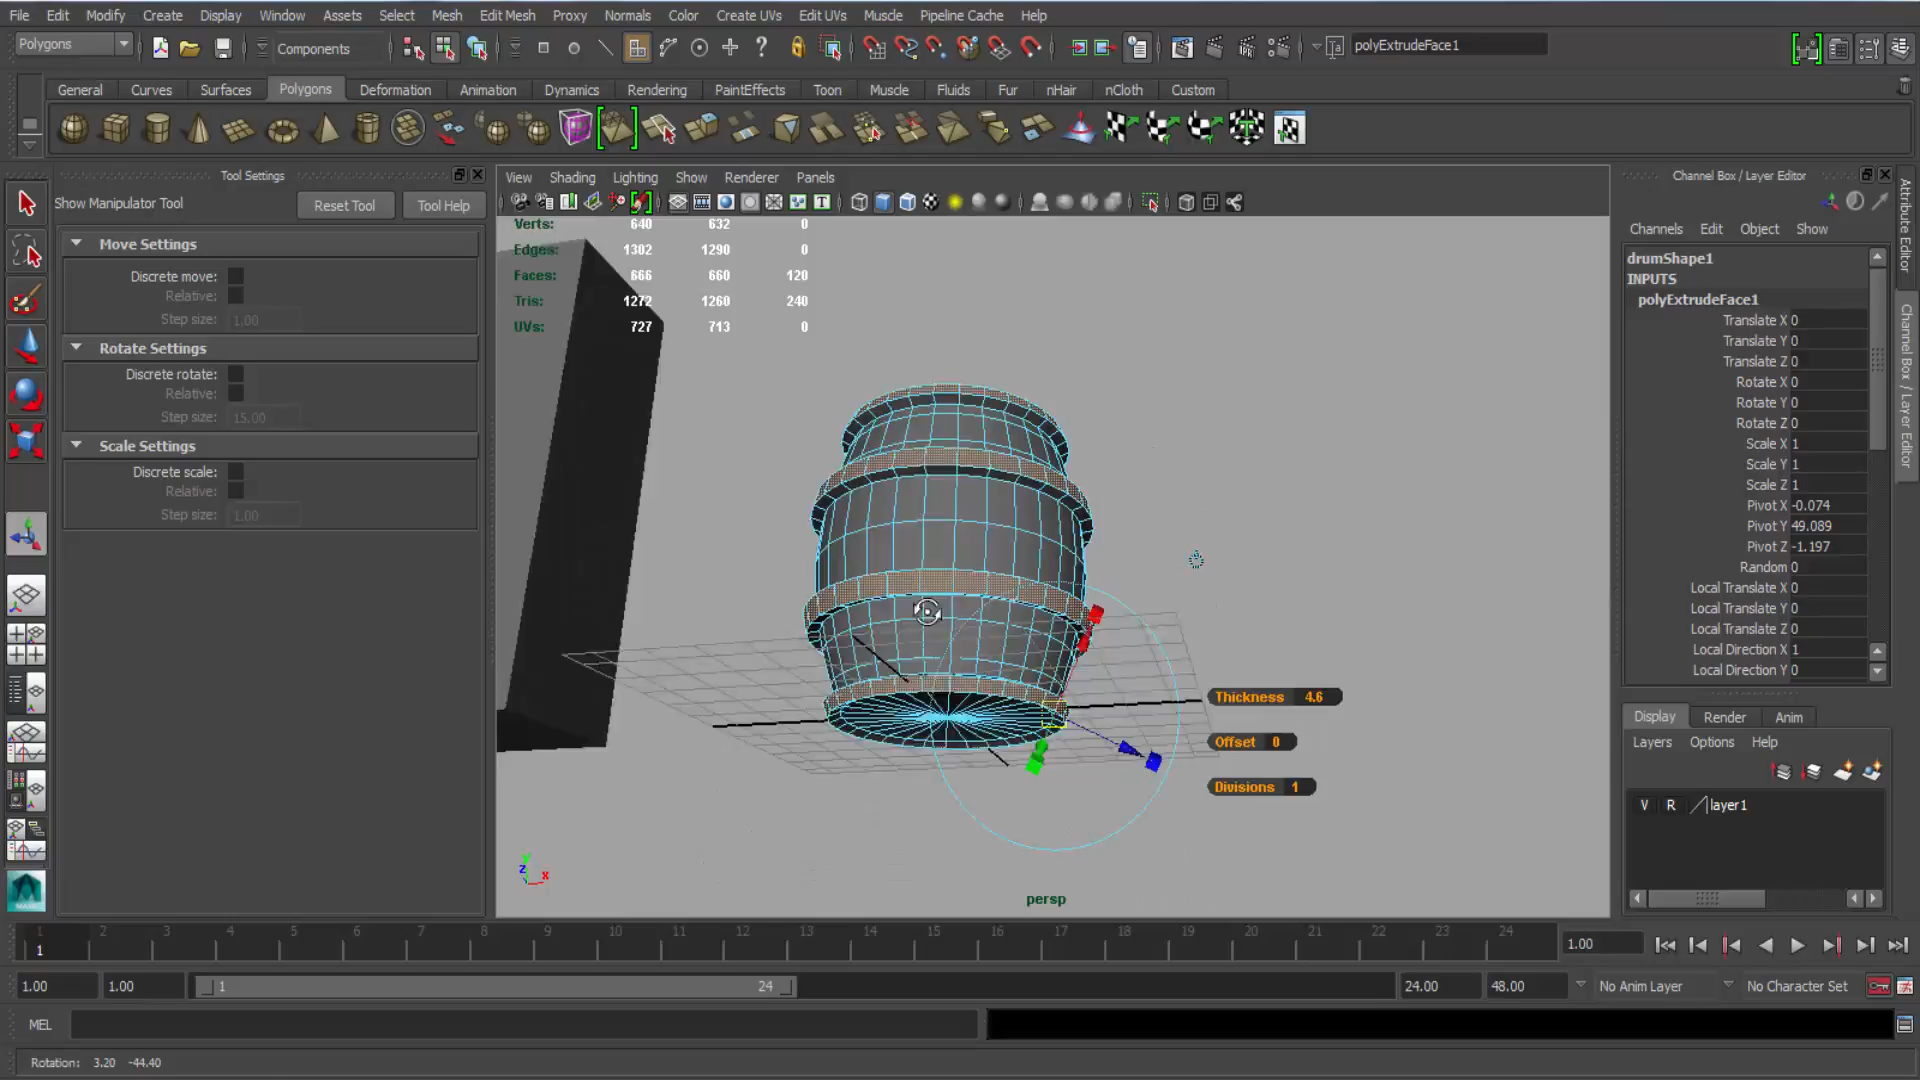 File Edit Modify Create Display Window Assets Select Mesh Edit Mesh Proxy Normals Color Create UVs Edit UVs Muscle Pipeline Cache Help
Polygons Components polyExtrudeFace1
General Curves Surfaces Polygons Deformation Animation Dynamics Rendering PaintEffects Toon Muscle Fluids Fur nHair nCloth Custom
Tool Settings
Show Manipulator Tool Reset Tool Tool Help
Move Settings
Discrete move:
Relative:
Step size: 1.00
Rotate Settings
Discrete rotate:
Relative:
Step size: 15.00
Scale Settings
Discrete scale:
Relative:
Step size: 1.00
View Shading Lighting Show Renderer Panels
Verts: 640 632 0
Edges: 1302 1290 0
Faces: 666 660 120
Tris: 1272 1260 240
UVs: 727 713 0
Thickness 4.6
Offset 0
Divisions 1
persp
Y
Z X
Channel Box / Layer Editor
Channels Edit Object Show
drumShape1
INPUTS
polyExtrudeFace1
Translate X 0
Translate Y 0
Translate Z 0
Rotate X 0
Rotate Y 0
Rotate Z 0
Scale X 1
Scale Y 1
Scale Z 1
Pivot X -0.074
Pivot Y 49.089
Pivot Z -1.197
Random 0
Local Translate X 0
Local Translate Y 0
Local Translate Z 0
Local Direction X 1
Local Direction Y 0
Display Render Anim
Layers Options Help
V R layer1
Attribute Editor
Channel Box / Layer Editor
1 2 3 4 5 6 7 8 9 10 11 12 13 14 15 16 17 18 19 20 21 22 23 24
1 1.00
1.00 1.00 1 24 24.00 48.00 No Anim Layer No Character Set
MEL
Rotation: 3.20 -44.40